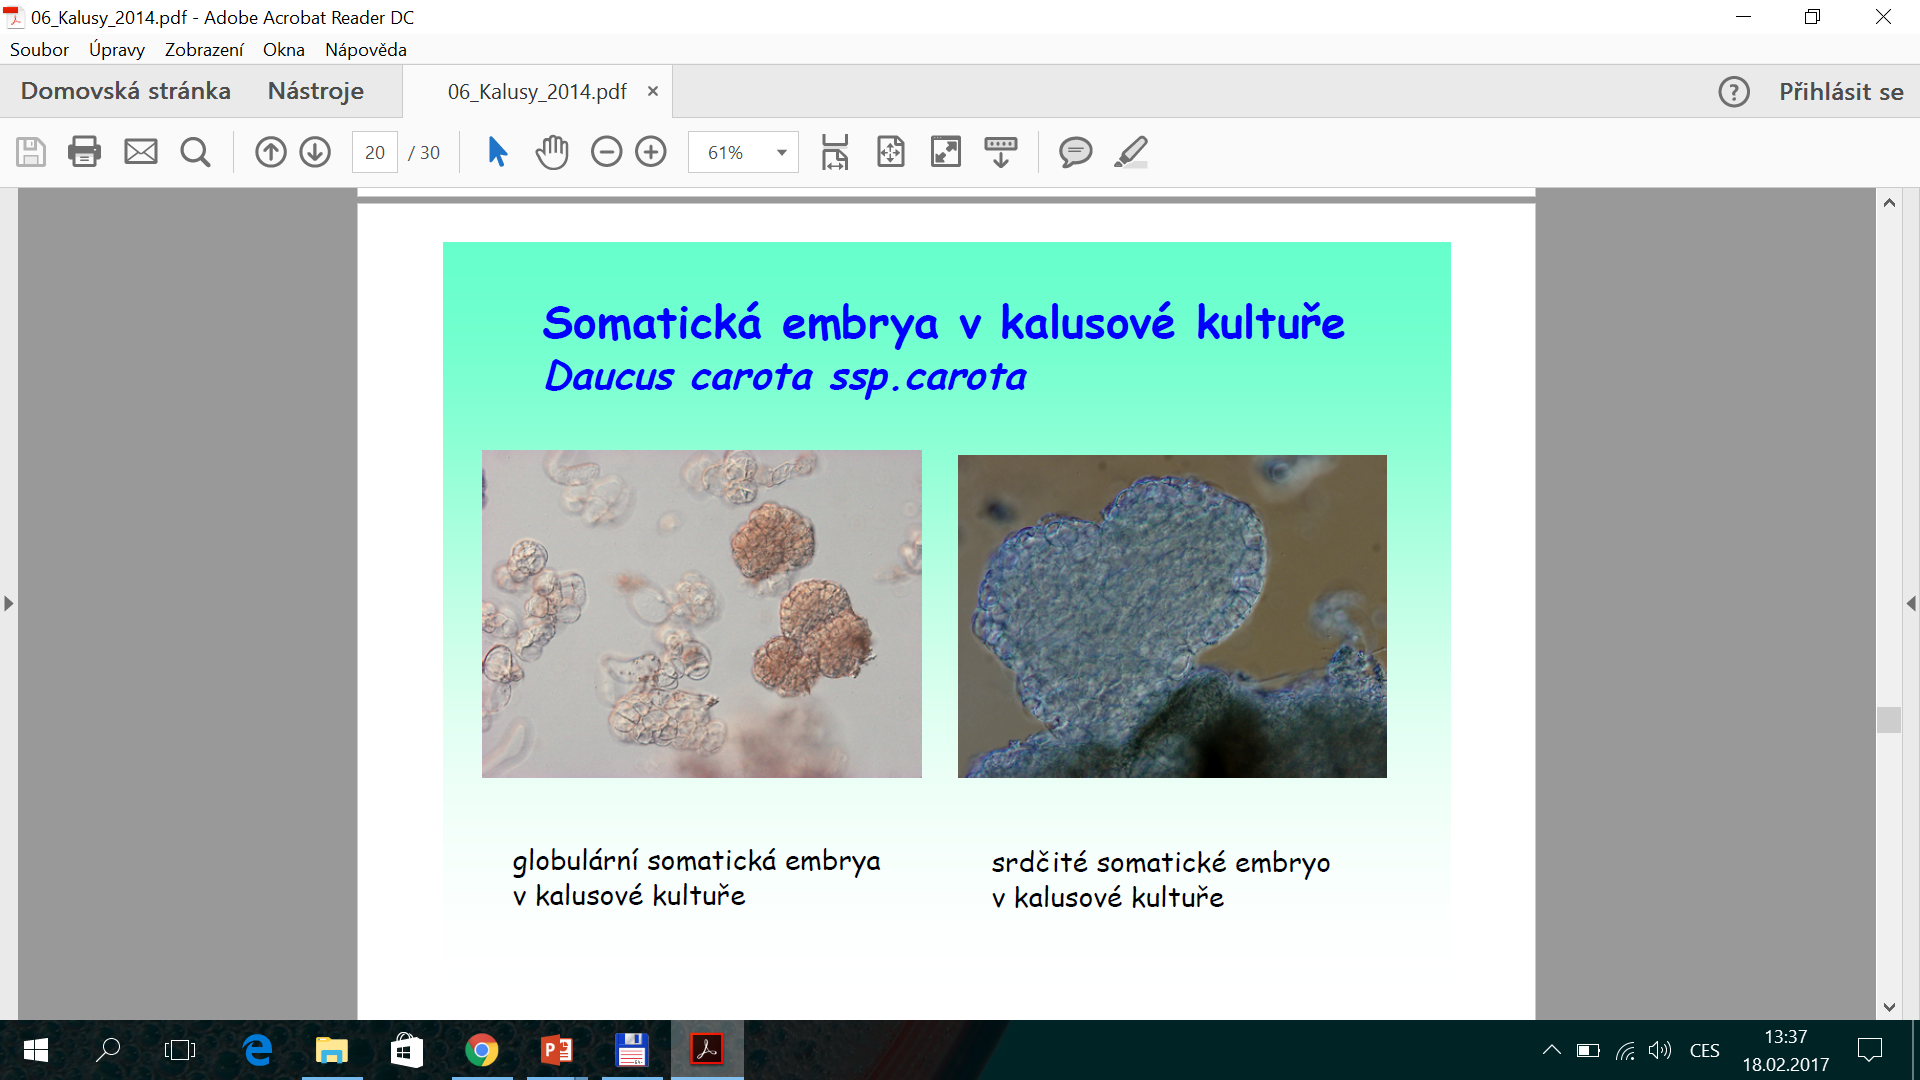 06_Kalusy_2014.pdf - Adobe Acrobat Reader DC
Soubor Úpravy Zobrazení Okna Nápověda
Domovská stránka Nástroje 06_Kalusy_2014.pdf × ? Přihlásit se
20 / 30 61%
Somatická embrya v kalusové kultuře
Daucus carota ssp.carota
globulární somatická embrya
v kalusové kultuře
srdčité somatické embryo
v kalusové kultuře
CES
13:37
18.02.2017